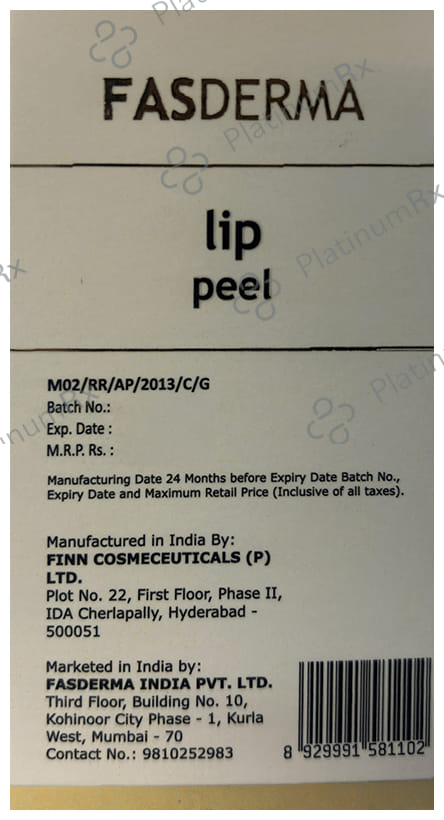 FASDERMA
lip
peel
M02/RR/AP/2013/C/G
Batch No.:
Exp. Date :
M.R.P. Rs. :
Manufacturing Date 24 Months before Expiry Date Batch No.,
Expiry Date and Maximum Retail Price (Inclusive of all taxes).
Manufactured in India By:
FINN COSMECEUTICALS (P)
LTD.
Plot No. 22, First Floor, Phase II,
IDA Cherlapally, Hyderabad -
500051
Marketed in India by:
FASDERMA INDIA PVT. LTD.
Third Floor, Building No. 10,
Kohinoor City Phase - 1, Kurla
West, Mumbai - 70
Contact No.: 9810252983
8 929991 581102
PlatinumRx
PlatinumRx